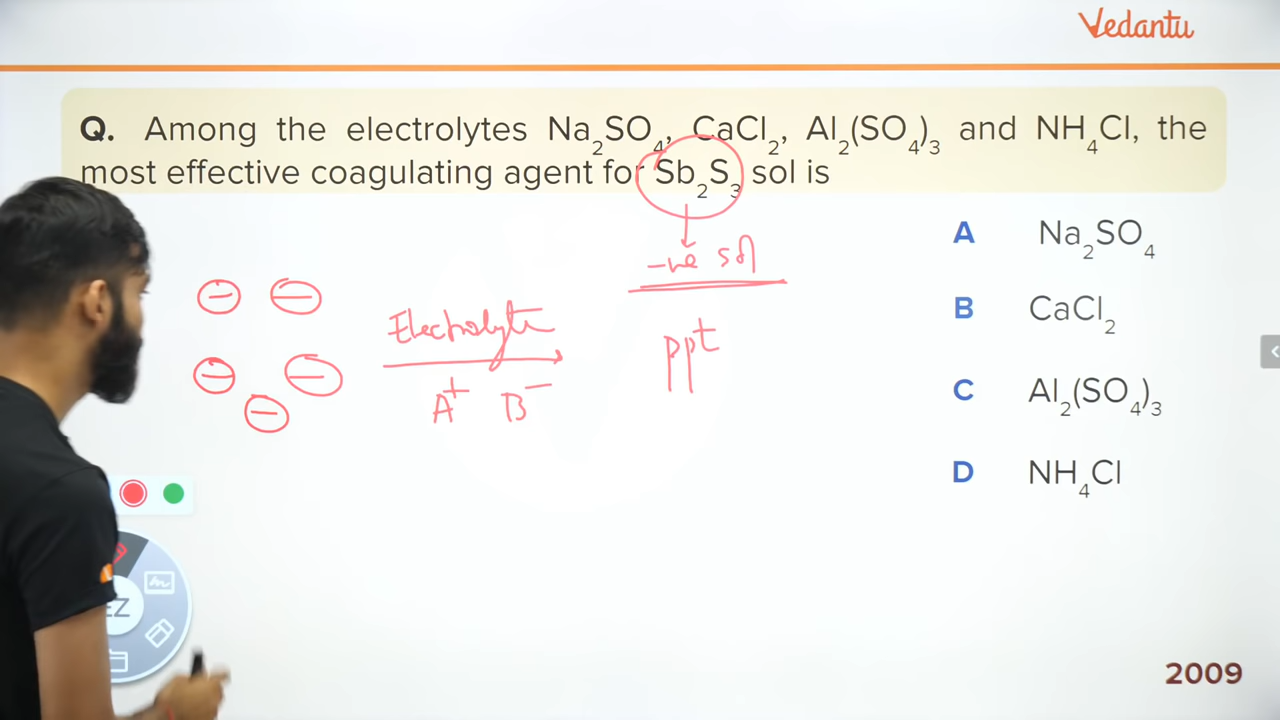 Vedantu
Q. Among the electrolytes Na₂SO₄, CaCl₂, Al₂(SO₄)₃ and NH₄Cl, the
most effective coagulating agent for Sb₂S₃ sol is
A Na₂SO₄
-ve sol
⊖ ⊖
B CaCl₂
Electrolyte
ppt
⊖ ⊖
C Al₂(SO₄)₃
A⁺ B⁻
⊖
D NH₄Cl
EZ
2009